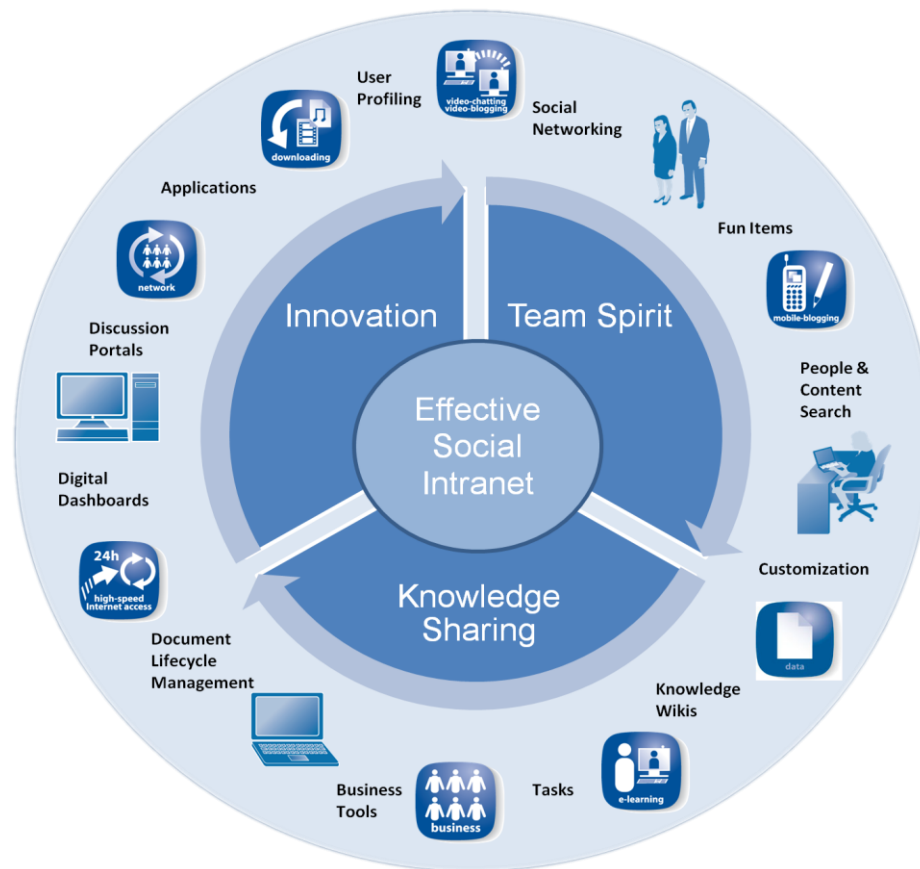 User
Profiling
video-chatting
video-blogging
Social
Networking
downloading
Applications
Fun Items
network
mobile-blogging
Innovation
Team Spirit
Discussion
Portals
People &
Content
Search
Effective
Social
Intranet
Digital
Dashboards
24h
high-speed
Internet access
Customization
Knowledge
Sharing
Document
Lifecycle
Management
data
Knowledge
Wikis
Business
Tools
business
Tasks
e-learning